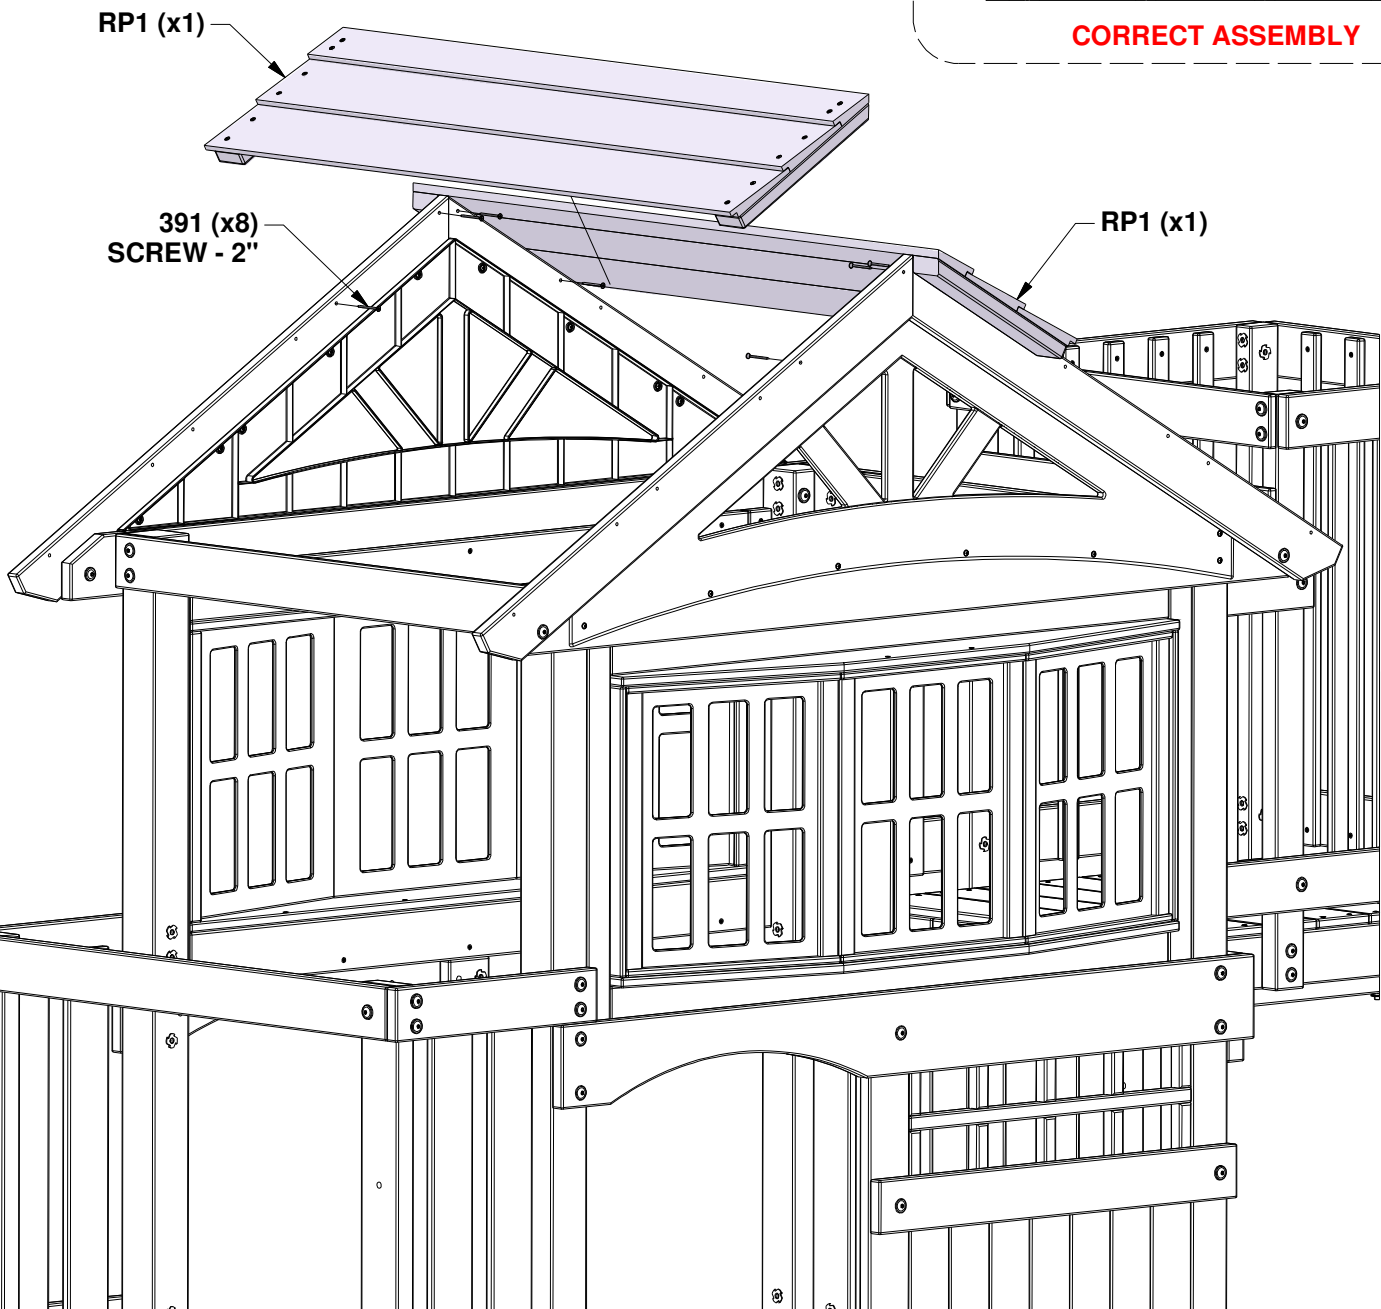 RP1 (x1)
CORRECT ASSEMBLY
391 (x8)
SCREW - 2"
RP1 (x1)